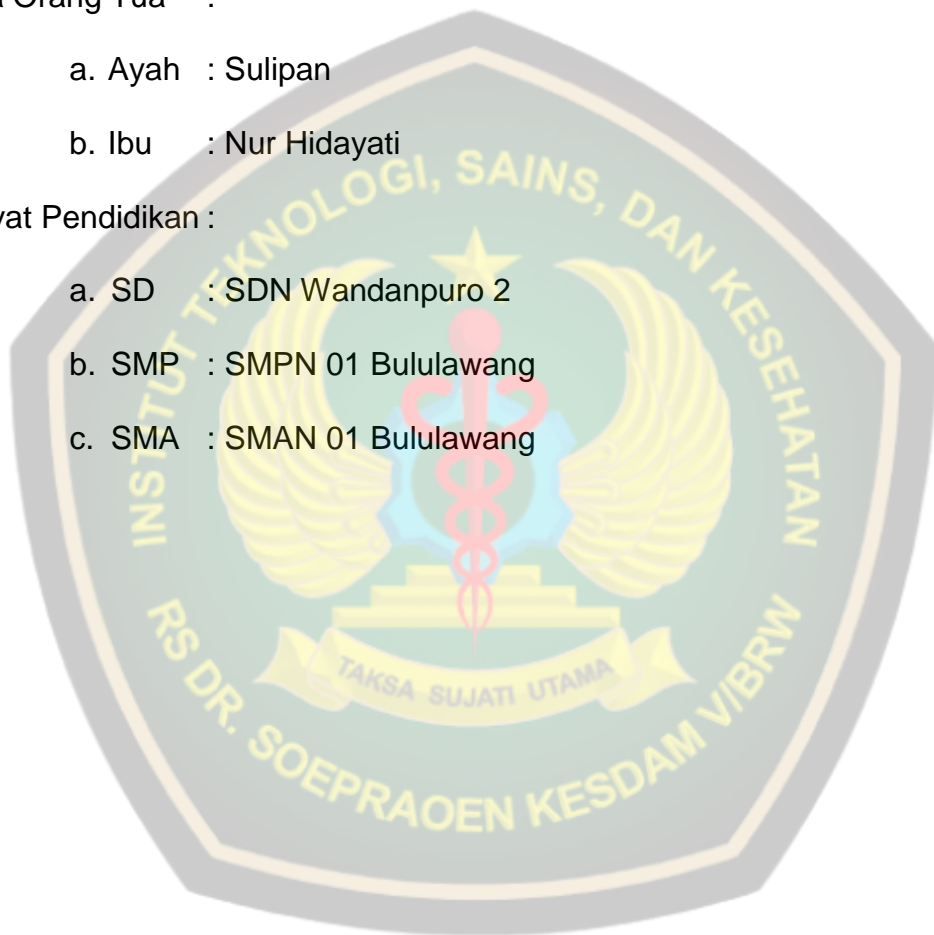 Orang Tua :
a. Ayah : Sulipan
b. Ibu : Nur Hidayati
Pendidikan :
a. SD : SDN Wandanpuro 2
b. SMP : SMPN 01 Bululawang
c. SMA : SMAN 01 Bululawang
INSTITUT TEKNOLOGI, SAINS, DAN KESEHATAN
TAKSA SUJATI UTAMA
RS DR. SOEPRAOEN KESDAM V/BRW